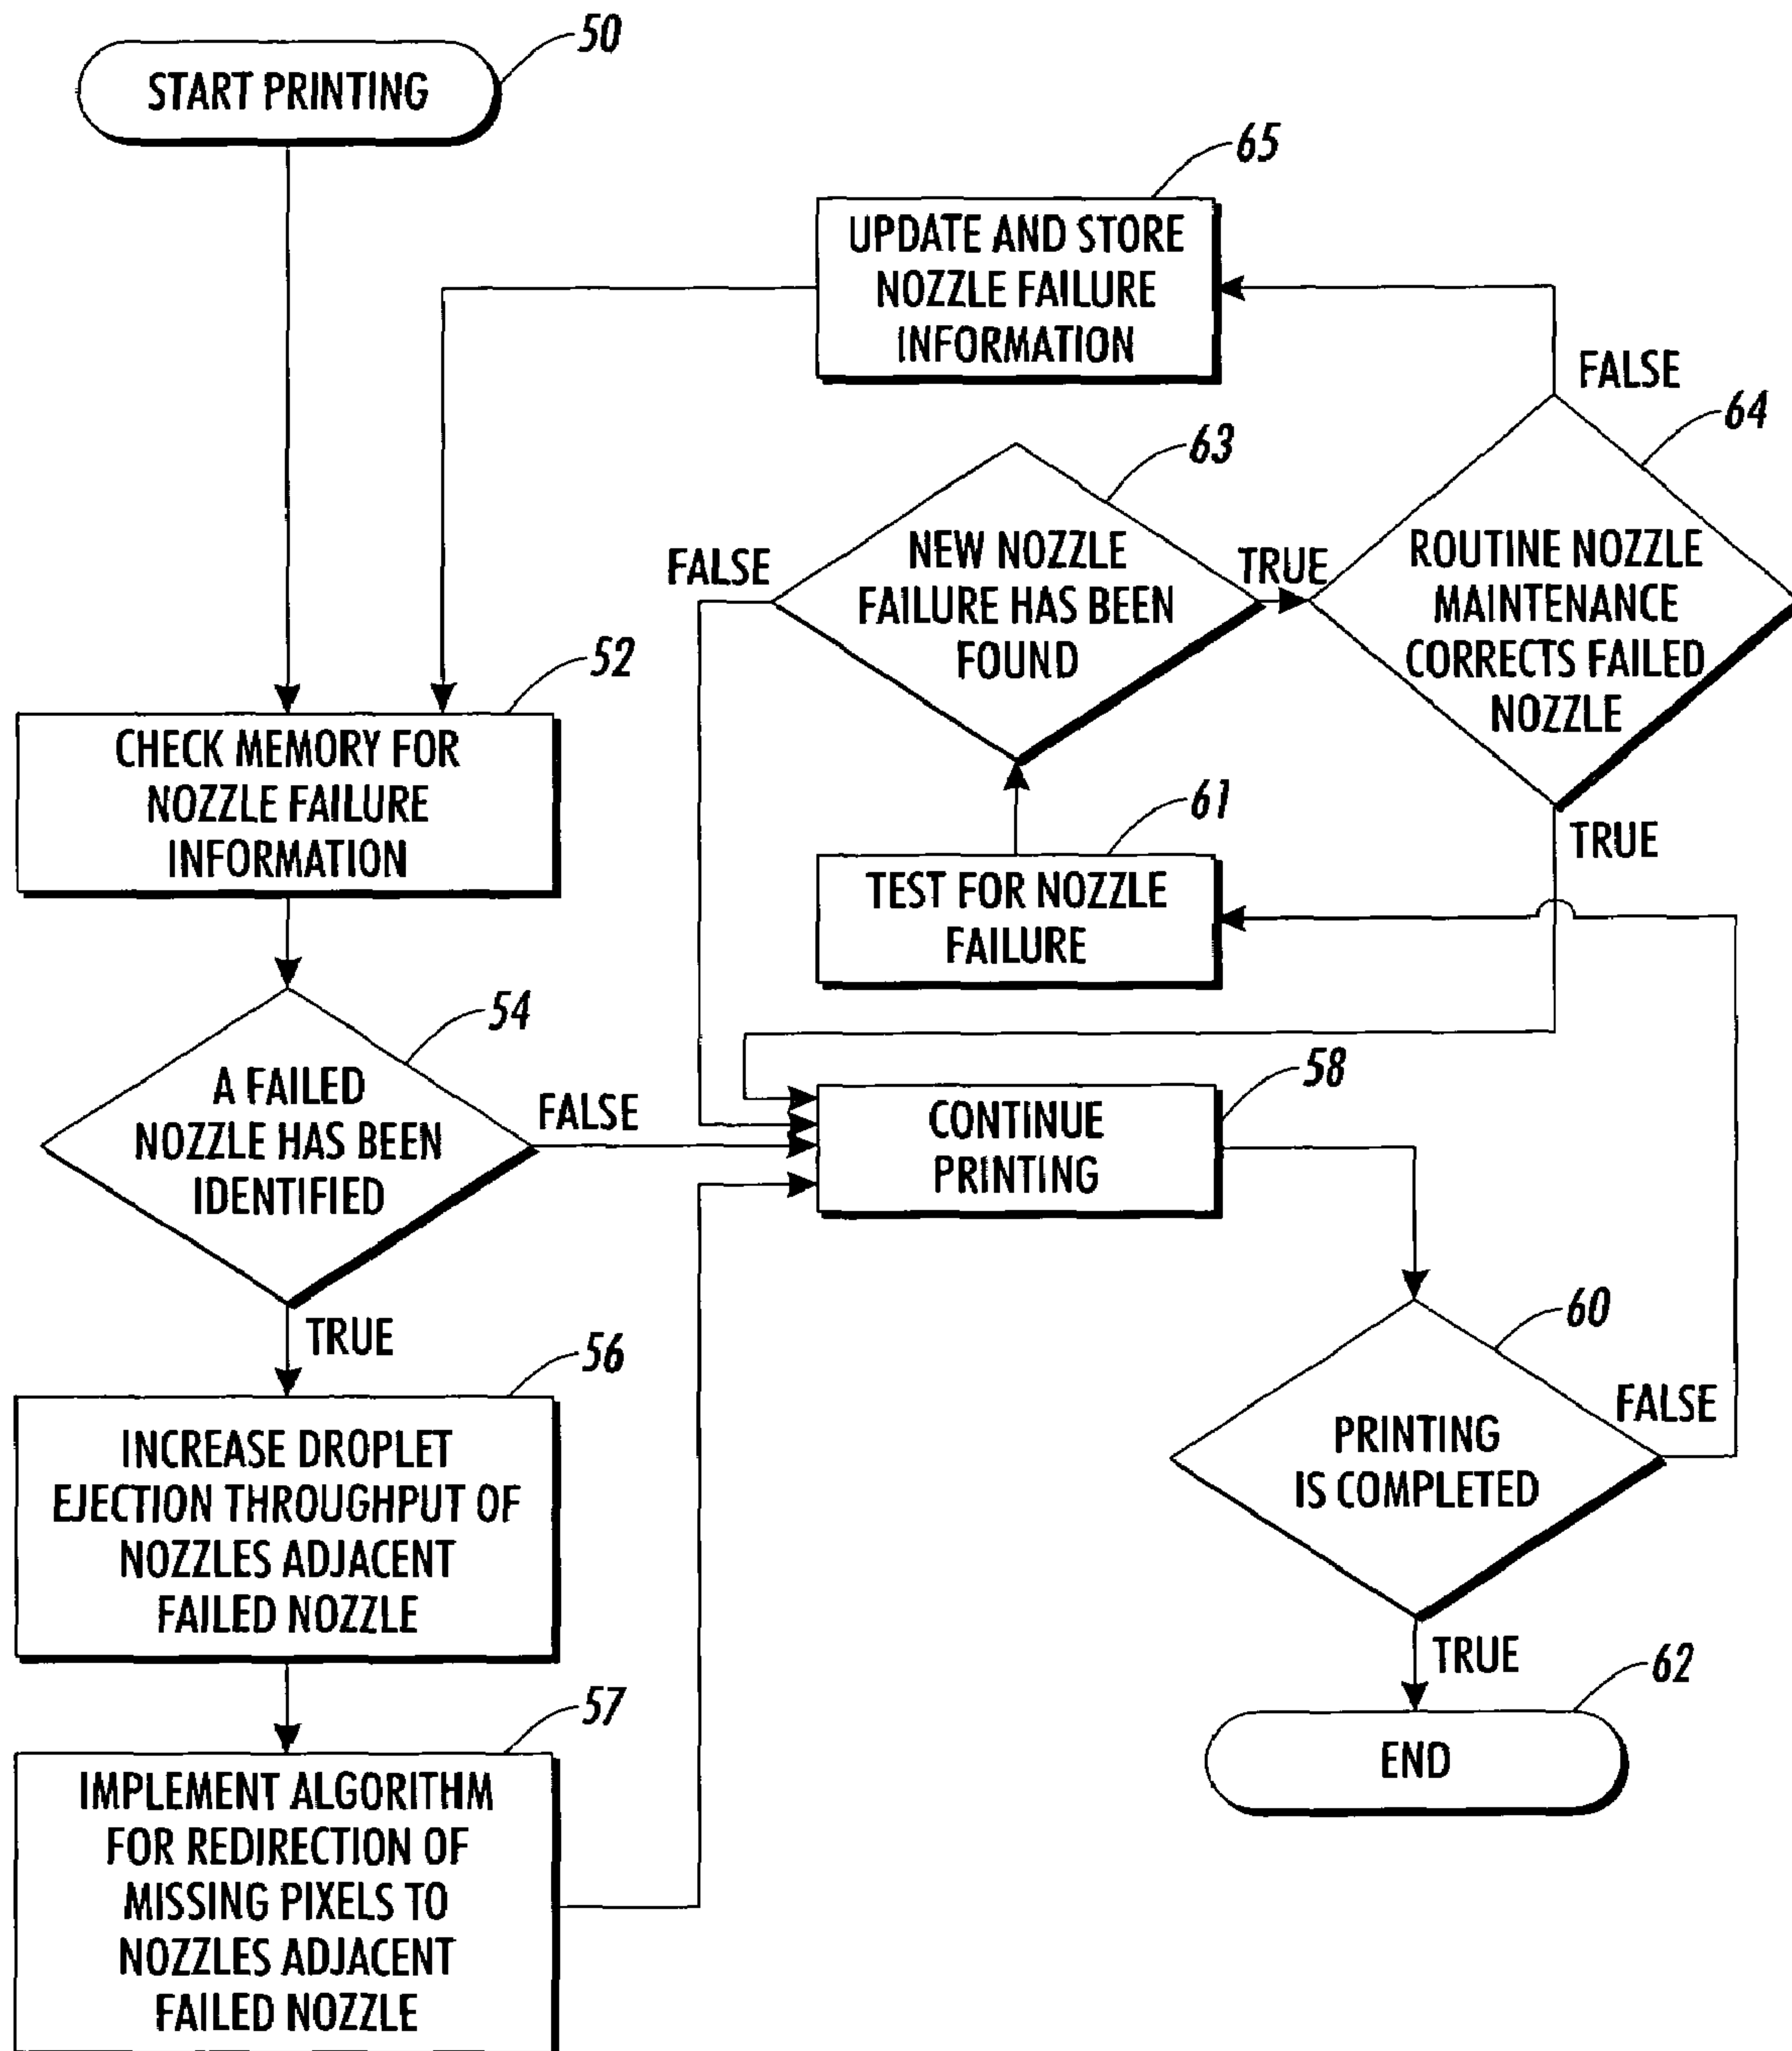 50
START PRINTING
65
UPDATE AND STORE
NOZZLE FAILURE
INFORMATION
FALSE
64
63
NEW NOZZLE
FAILURE HAS BEEN
FOUND
FALSE
TRUE
ROUTINE NOZZLE
MAINTENANCE
CORRECTS FAILED
NOZZLE
TRUE
52
CHECK MEMORY FOR
NOZZLE FAILURE
INFORMATION
61
TEST FOR NOZZLE
FAILURE
54
A FAILED
NOZZLE HAS BEEN
IDENTIFIED
FALSE
TRUE
58
CONTINUE
PRINTING
60
PRINTING
IS COMPLETED
FALSE
TRUE
56
INCREASE DROPLET
EJECTION THROUGHPUT OF
NOZZLES ADJACENT
FAILED NOZZLE
62
END
57
IMPLEMENT ALGORITHM
FOR REDIRECTION OF
MISSING PIXELS TO
NOZZLES ADJACENT
FAILED NOZZLE